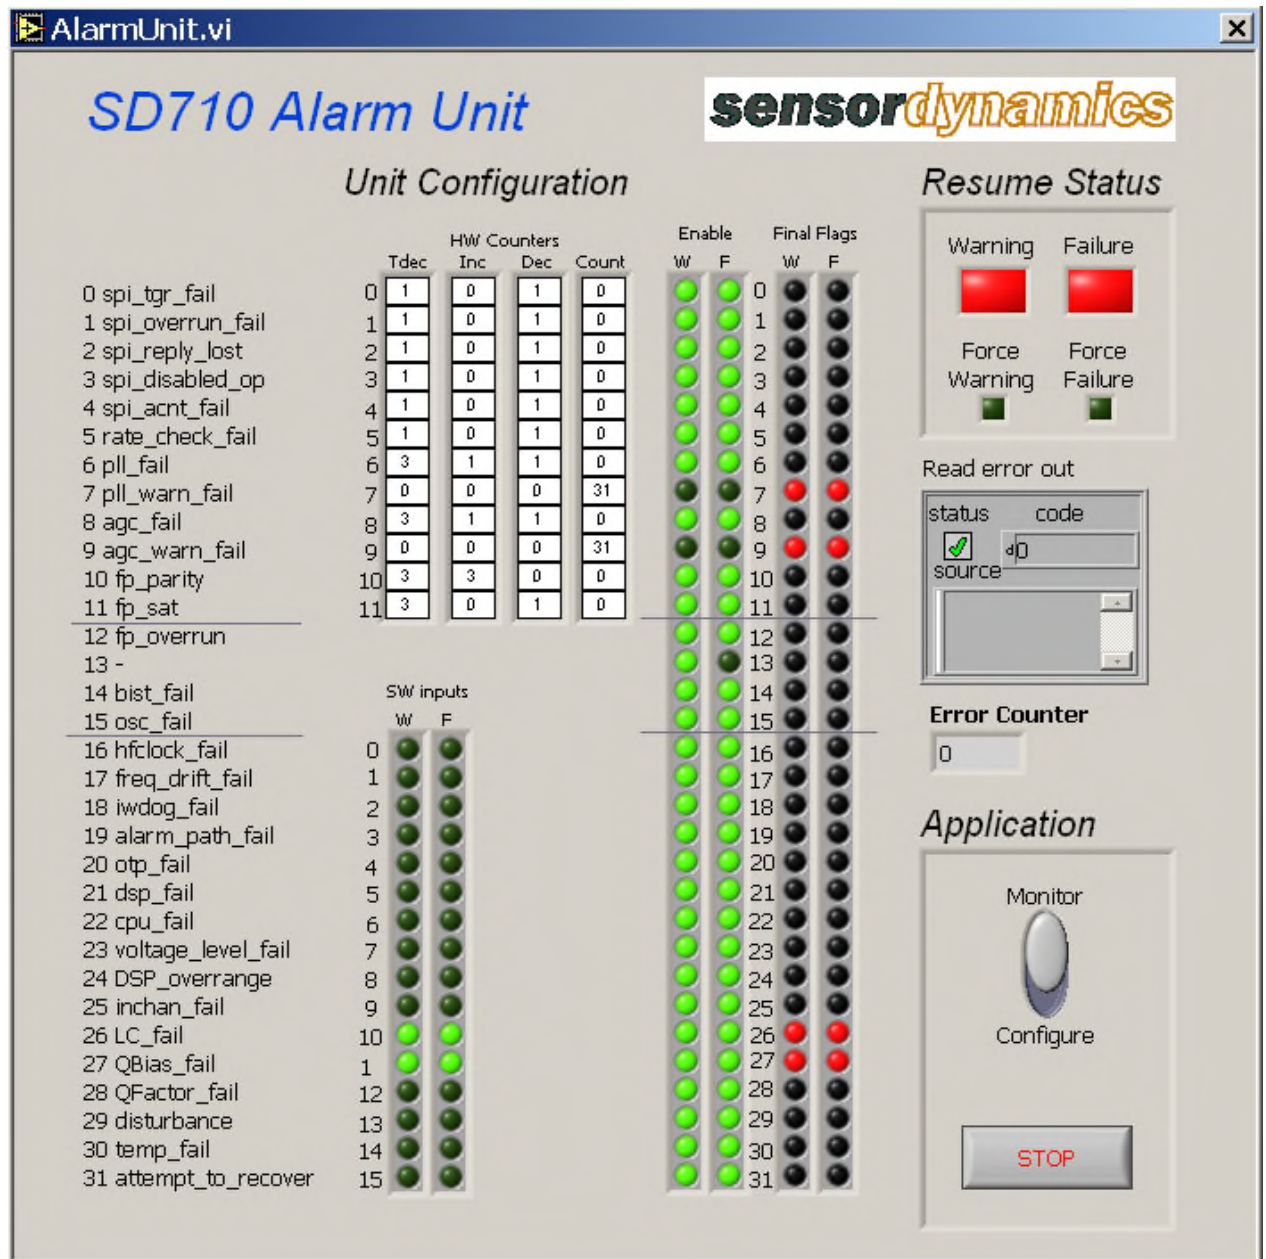 AlarmUnit.vi
SD710 Alarm Unit
sensordynamics
Unit Configuration
Resume Status
HW Counters
Enable Final Flags
Tdec Inc Dec Count W F W F
Warning Failure
Force Force
Warning Failure
0 spi_tgr_fail 0 1 0 1 0 0
1 spi_overrun_fail 1 1 0 1 0 1
2 spi_reply_lost 2 1 0 1 0 2
3 spi_disabled_op 3 1 0 1 0 3
4 spi_acnt_fail 4 1 0 1 0 4
5 rate_check_fail 5 1 0 1 0 5
6 pll_fail 6 3 1 1 0 6
7 pll_warn_fail 7 0 0 0 31 7
8 agc_fail 8 3 1 1 0 8
9 agc_warn_fail 9 0 0 0 31 9
10 fp_parity 10 3 3 0 0 10
11 fp_sat 11 3 0 1 0 11
12 fp_overrun 12
13 - 13
14 bist_fail 14
15 osc_fail 15
Read error out
status code
d0
source
Error Counter
0
SW inputs
W F
16 hfclock_fail 0 16
17 freq_drift_fail 1 17
18 iwdog_fail 2 18
19 alarm_path_fail 3 19
20 otp_fail 4 20
21 dsp_fail 5 21
22 cpu_fail 6 22
23 voltage_level_fail 7 23
24 DSP_overrange 8 24
25 inchan_fail 9 25
26 LC_fail 10 26
27 QBias_fail 1 27
28 QFactor_fail 12 28
29 disturbance 13 29
30 temp_fail 14 30
31 attempt_to_recover 15 31
Application
Monitor
Configure
STOP